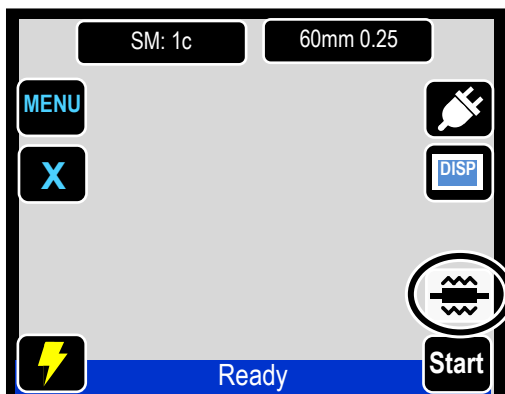 SM: 1c
60mm 0.25
MENU
X
DISP
Ready
Start